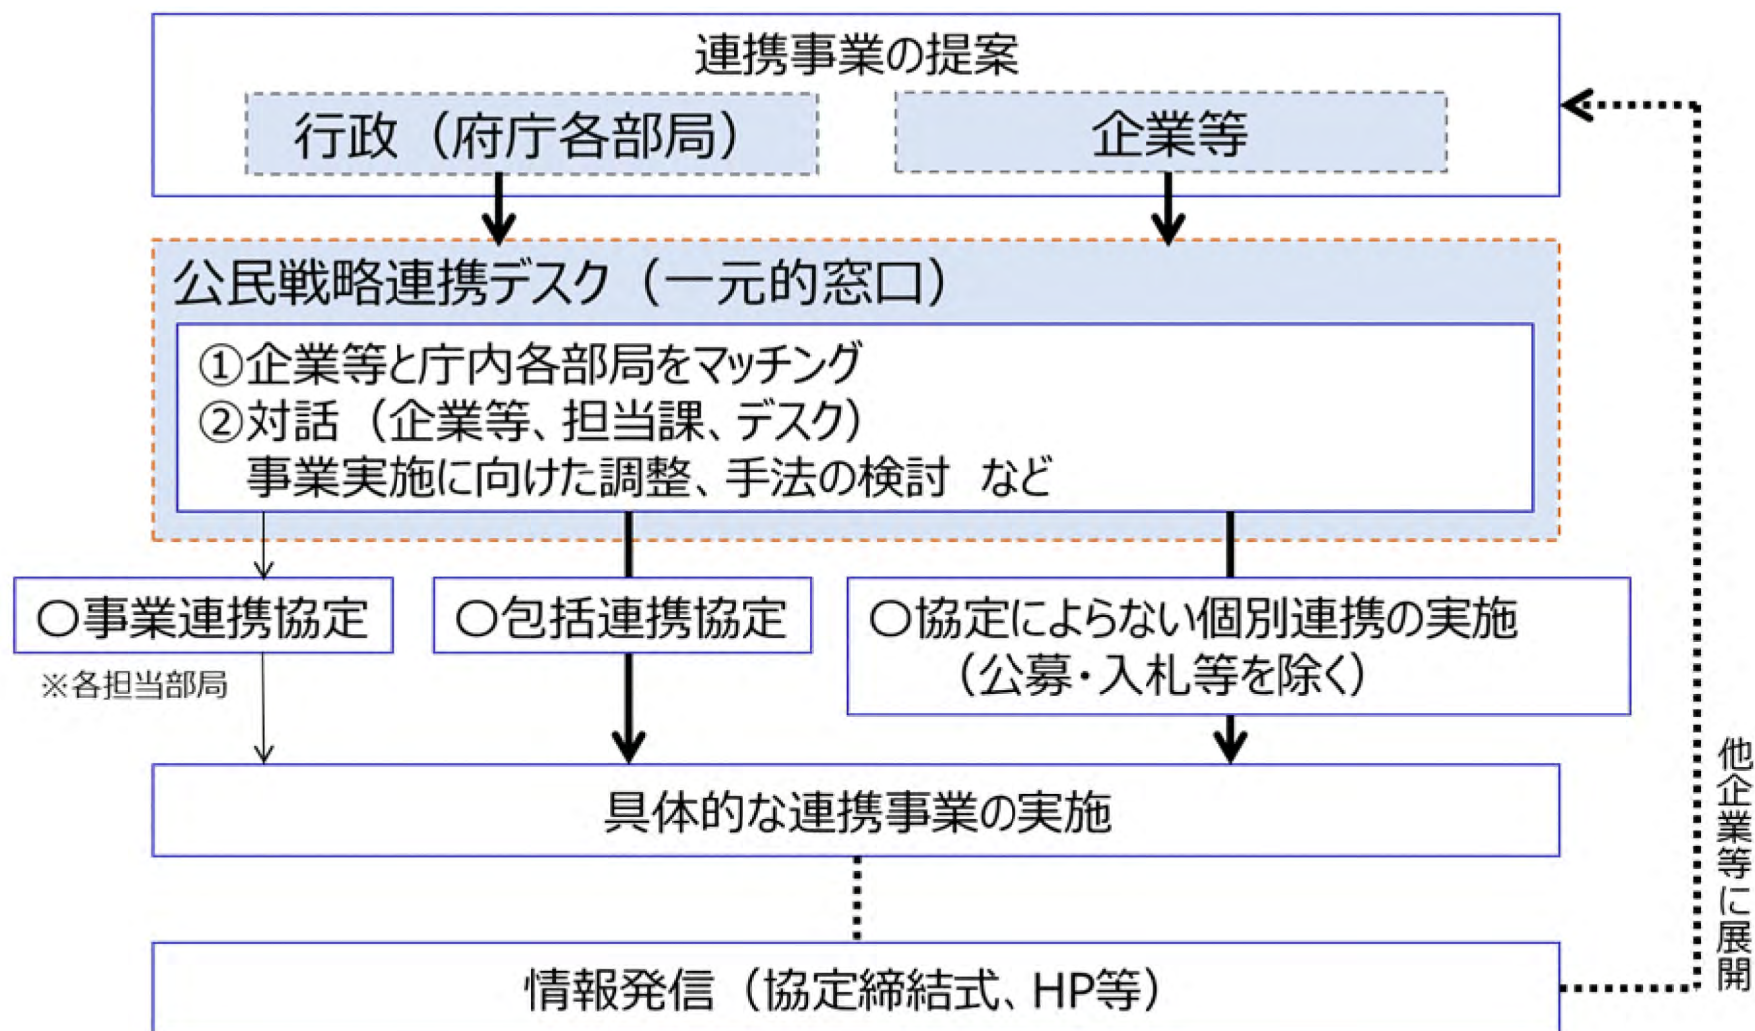 連携事業の提案
行政（府庁各部局）
企業等
公民戦略連携デスク（一元的窓口）
①企業等と庁内各部局をマッチング
②対話（企業等、担当課、デスク）
事業実施に向けた調整、手法の検討　など
〇事業連携協定
※各担当部局
〇包括連携協定
〇協定によらない個別連携の実施
（公募・入札等を除く）
具体的な連携事業の実施
情報発信（協定締結式、HP等）
他企業等に展開